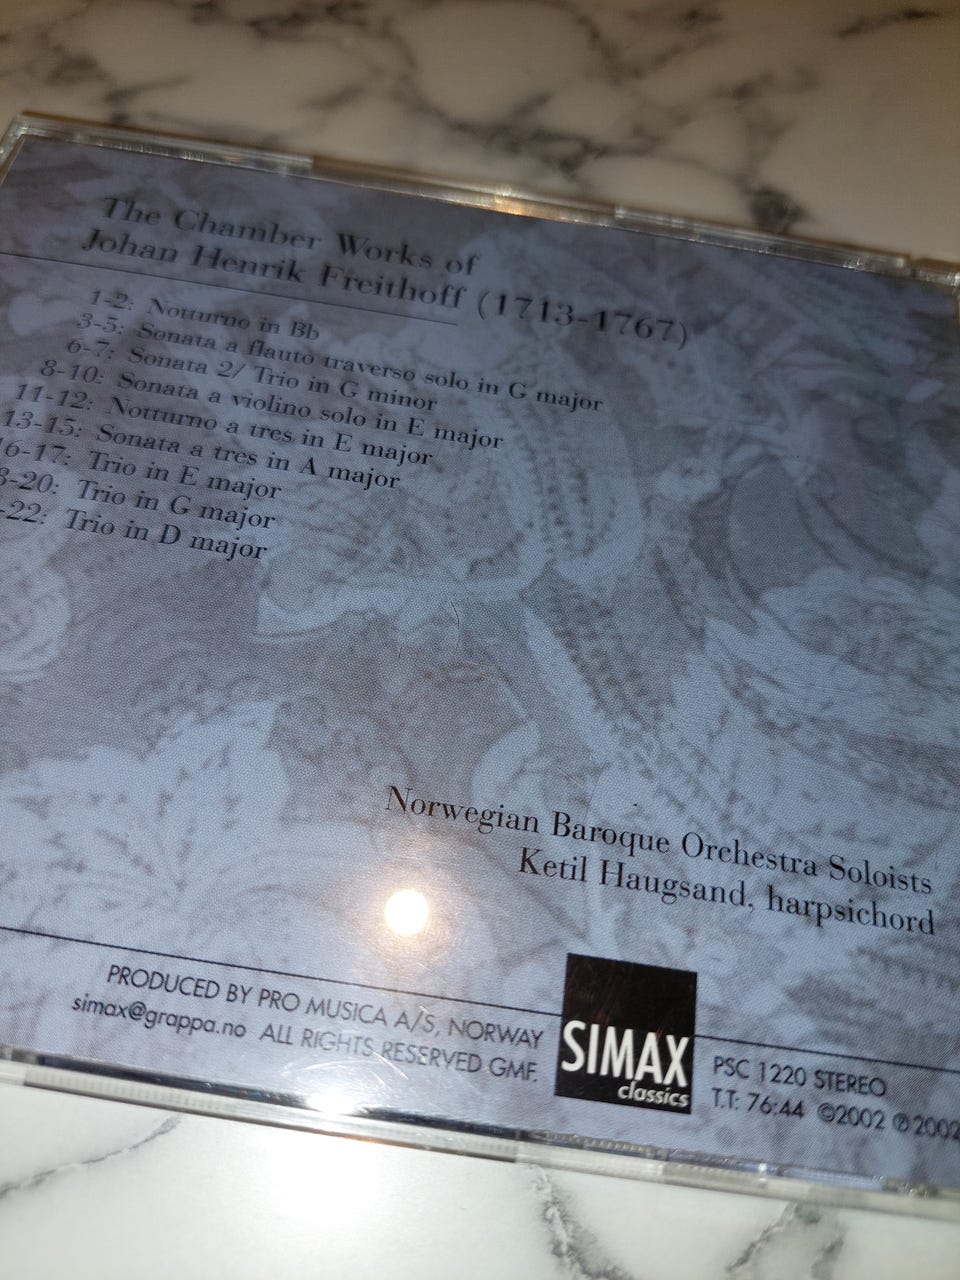 The Chamber Works of
Johan Henrik Freithoff (1713-1767)
1-2: Notturno in Bb
3-5: Sonata a flauto traverso solo in G major
6-7: Sonata 2/ Trio in G minor
8-10: Sonata a violino solo in E major
11-12: Notturno a tres in E major
13-15: Sonata a tres in A major
6-17: Trio in E major
8-20: Trio in G major
-22: Trio in D major
Norwegian Baroque Orchestra Soloists
Ketil Haugsand, harpsichord
PRODUCED BY PRO MUSICA A/S, NORWAY
simax@grappa.no ALL RIGHTS RESERVED GMF.
SIMAX
classics
PSC 1220 STEREO
T.T: 76:44 ©2002 ℗2002